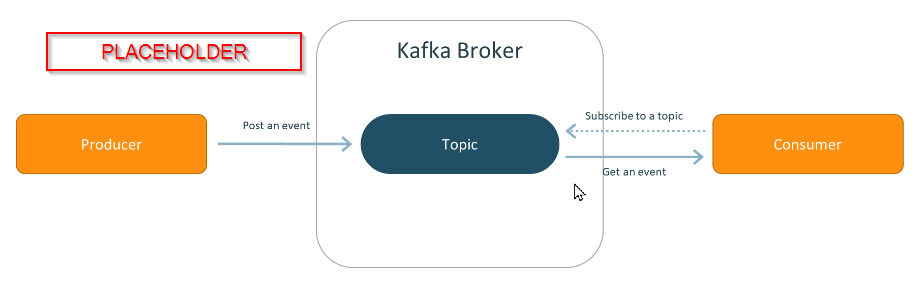 PLACEHOLDER
Kafka Broker
Producer
Post an event
Topic
Subscribe to a topic
Get an event
Consumer